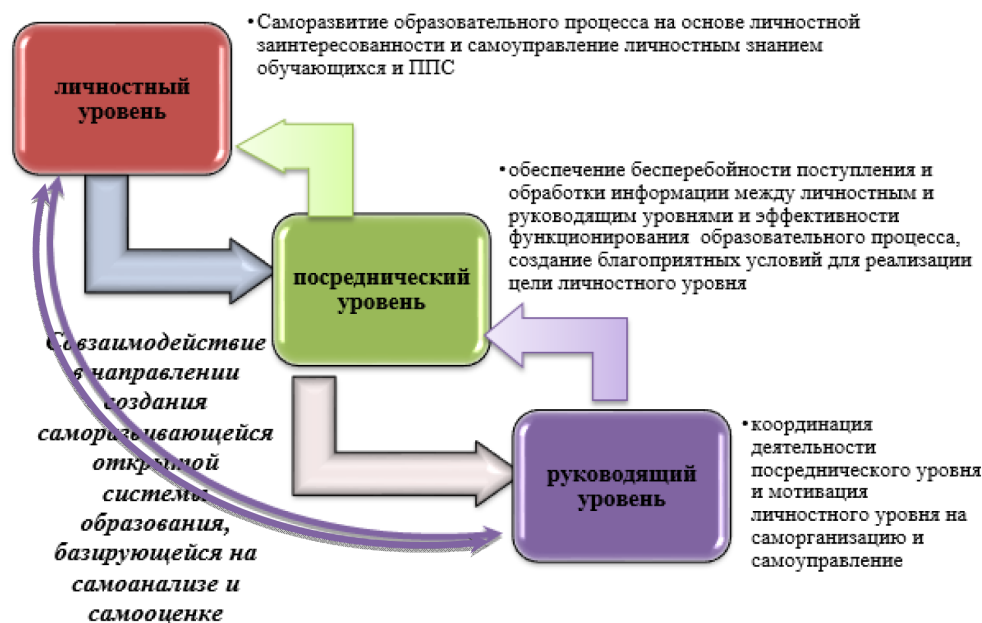 •Саморазвитие образовательного процесса на основе личностной
заинтересованности и самоуправление личностным знанием
обучающихся и ППС
личностный
уровень
•обеспечение бесперебойности поступления и
обработки информации между личностным и
руководящим уровнями и эффективности
функционирования образовательного процесса,
создание благоприятных условий для реализации
цели личностного уровня
посреднический
уровень
Совзаимодействие
в направлении
создания
саморазвивающейся
открытой
системы
образования,
базирующейся на
самоанализе и
самооценке
руководящий
уровень
•координация
деятельности
посреднического уровня
и мотивация
личностного уровня на
самоорганизацию и
самоуправление